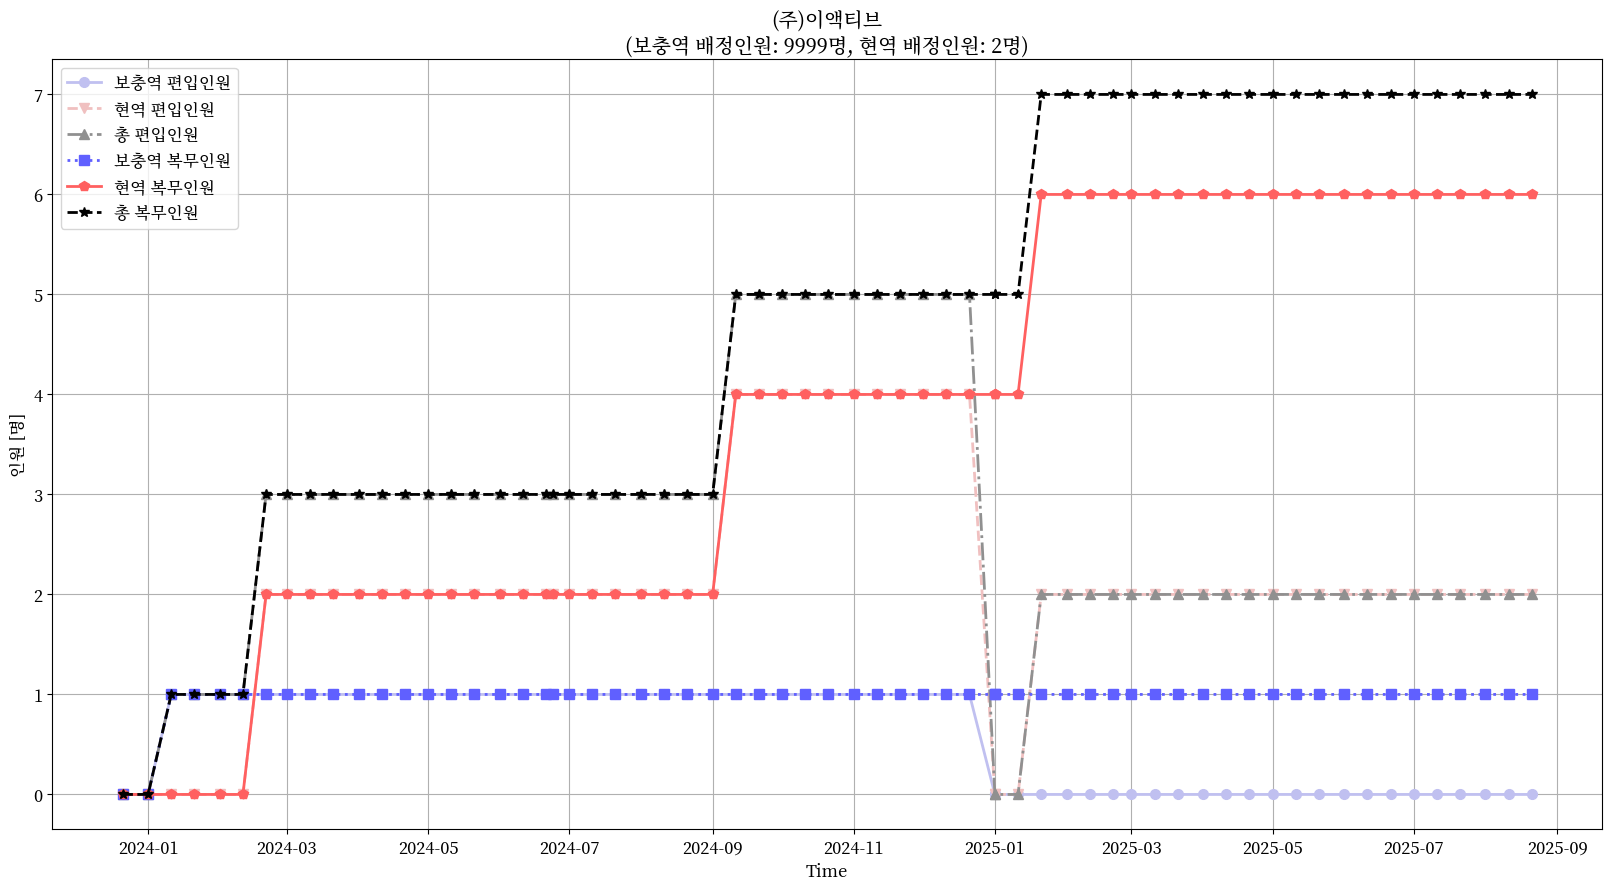 (주)이액티브
(보충역 배정인원: 9999명, 현역 배정인원: 2명)
보충역 편입인원
현역 편입인원
총 편입인원
보충역 복무인원
현역 복무인원
총 복무인원
7
6
5
4
3
2
1
0
인원 [명]
2024-01
2024-03
2024-05
2024-07
2024-09
2024-11
2025-01
2025-03
2025-05
2025-07
2025-09
Time